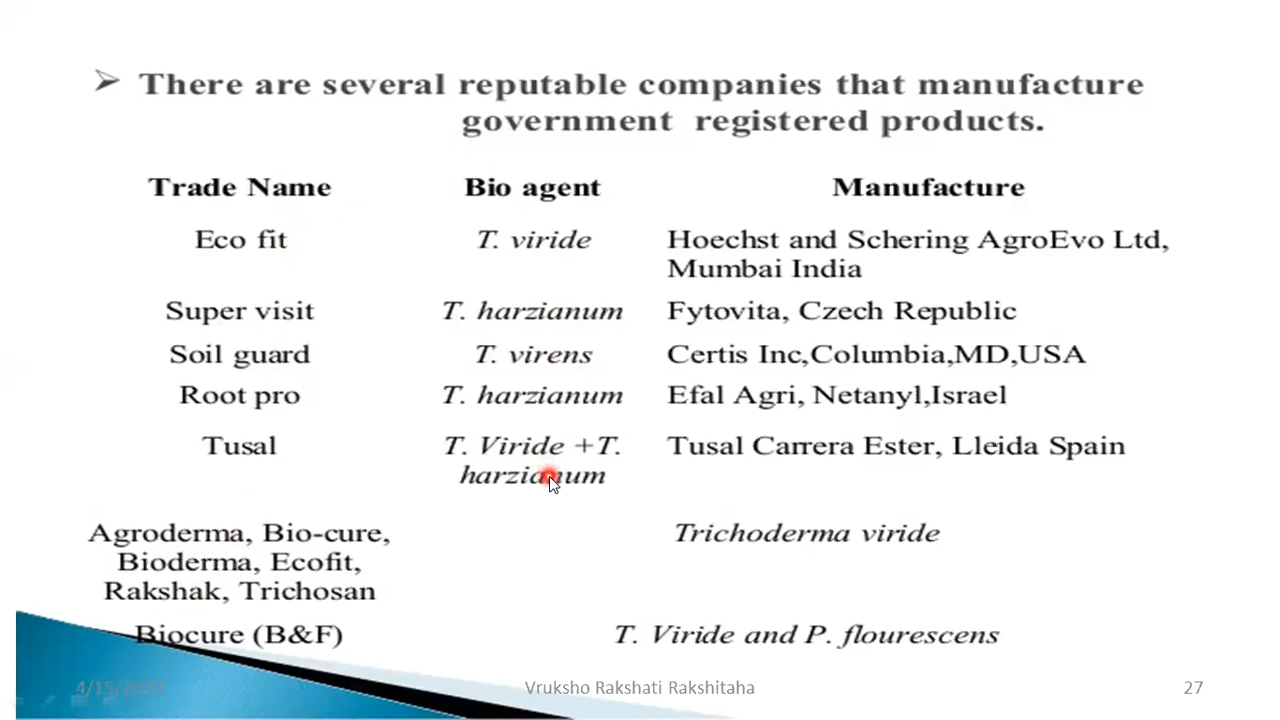 There are several reputable companies that manufacture
government registered products.
Trade Name Bio agent Manufacture
Eco fit T. viride Hoechst and Schering AgroEvo Ltd,
Mumbai India
Super visit T. harzianum Fytovita, Czech Republic
Soil guard T. virens Certis Inc,Columbia,MD,USA
Root pro T. harzianum Efal Agri, Netanyl,Israel
Tusal T. Viride +T. Tusal Carrera Ester, Lleida Spain
harzianum
Agroderma, Bio-cure, Trichoderma viride
Bioderma, Ecofit,
Rakshak, Trichosan
Biocure (B&F) T. Viride and P. flourescens
4/15/2020 Vruksho Rakshati Rakshitaha 27